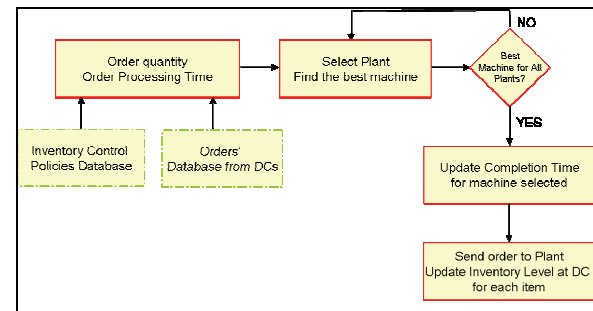 NO
Order quantity
Order Processing Time
Select Plant
Find the best machine
Best
Machine for All
Plants?
YES
Inventory Control
Policies Database
Orders'
Database from DCs
Update Completion Time
for machine selected
Send order to Plant
Update Inventory Level at DC
for each item